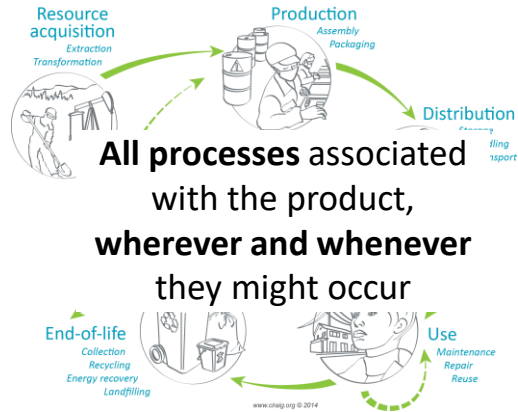 Resource
acquisition
Extraction
Transformation
Production
Assembly
Packaging
Distribution
Storage
All processes associated
with the product,
wherever and whenever
they might occur
End-of-life
Collection
Recycling
Energy recovery
Landfilling
Use
Maintenance
Repair
Reuse
www.ciraig.org © 2014